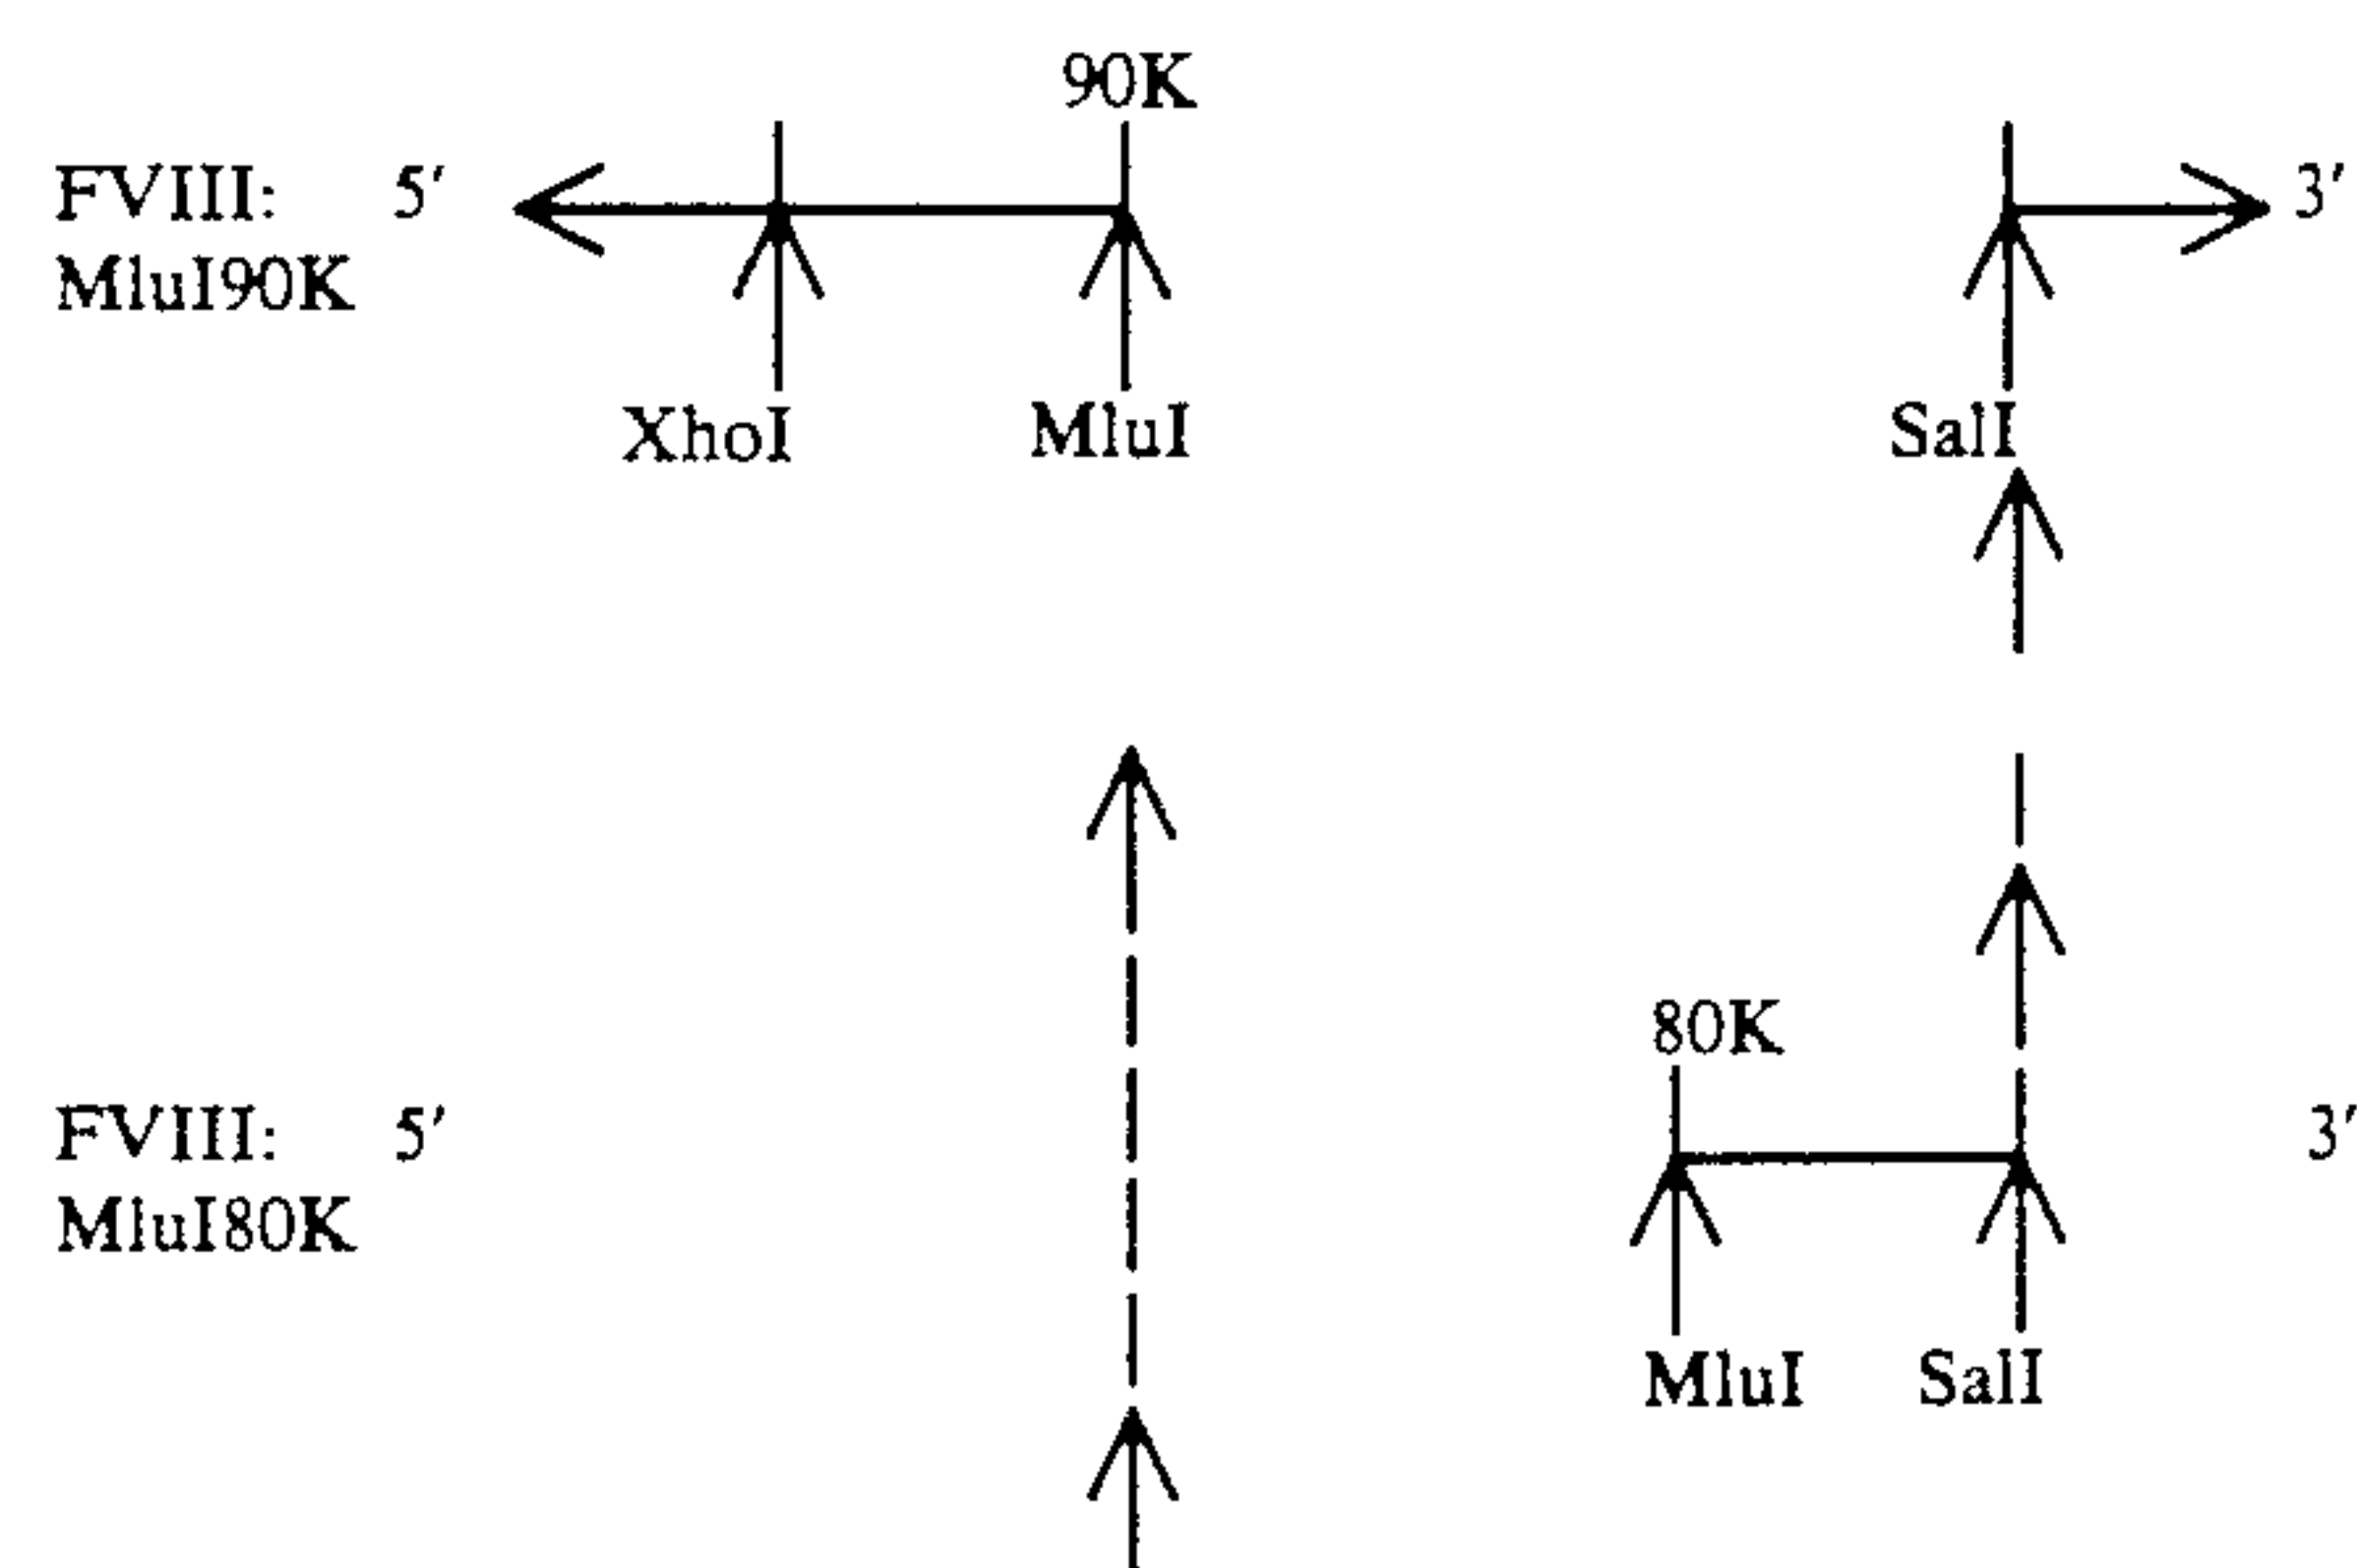 90K
FVIII: 5′ 3′
MluI90K
XhoI MluI SalI
80K
FVIII: 5′ 3′
MluI80K
MluI SalI